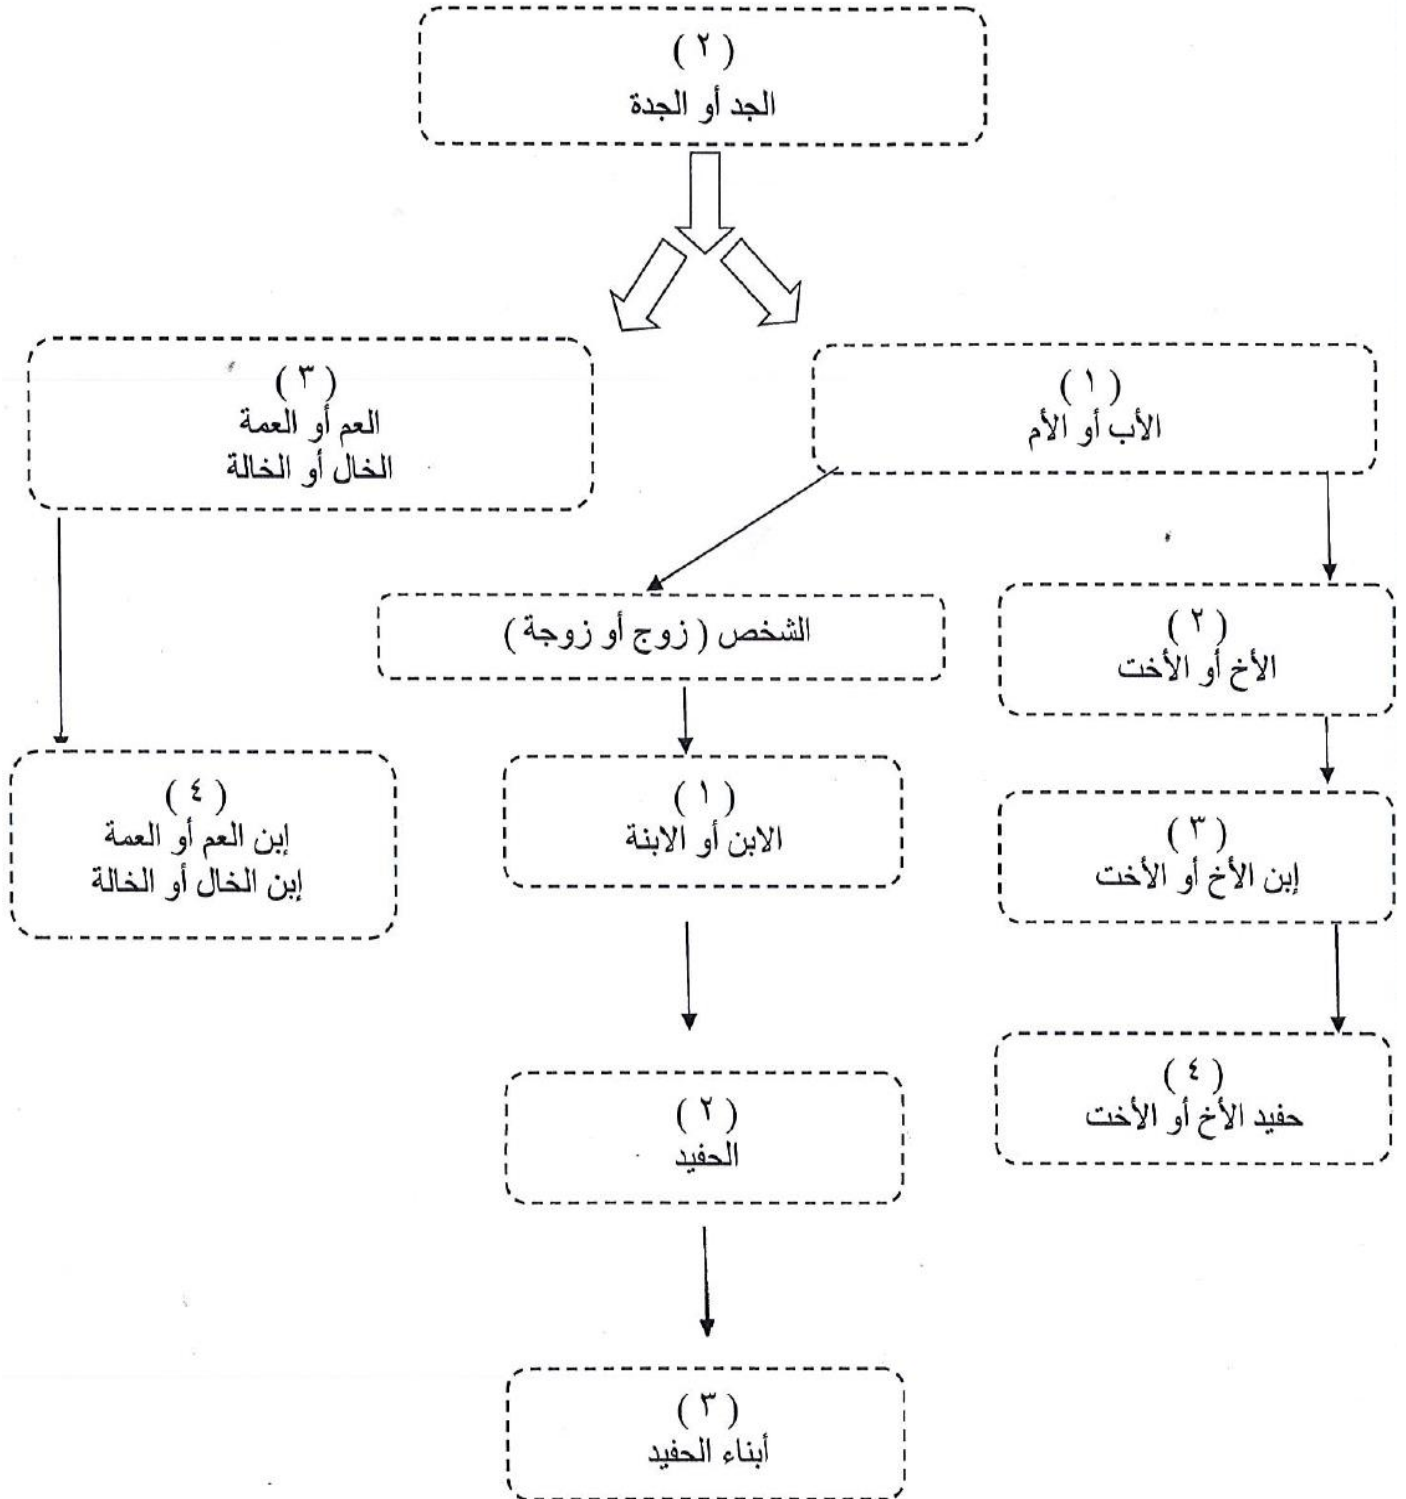 ( ٢ )
الجد أو الجدة
( ١ )
الأب أو الأم
( ٣ )
العم أو العمة
الخال أو الخالة
الشخص ( زوج أو زوجة )
( ٢ )
الأخ أو الأخت
( ١ )
الابن أو الابنة
( ٣ )
إبن الأخ أو الأخت
( ٤ )
إبن العم أو العمة
إبن الخال أو الخالة
( ٢ )
الحفيد
( ٤ )
حفيد الأخ أو الأخت
( ٣ )
أبناء الحفيد